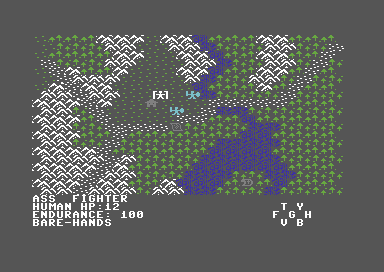 ASS FIGHTER
HUMAN HP:12
T Y
ENDURANCE: 100
F G H
BARE-HANDS
V B